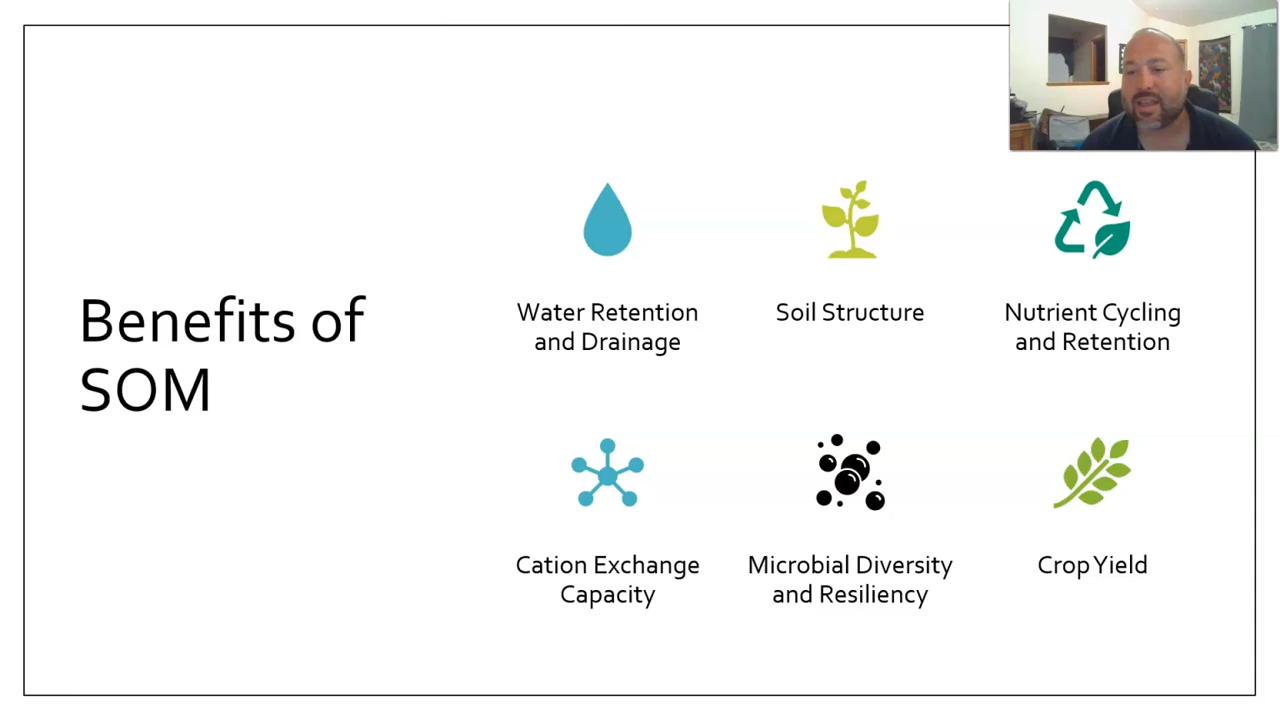 Benefits of
SOM
Water Retention
and Drainage
Soil Structure
Nutrient Cycling
and Retention
Cation Exchange
Capacity
Microbial Diversity
and Resiliency
Crop Yield